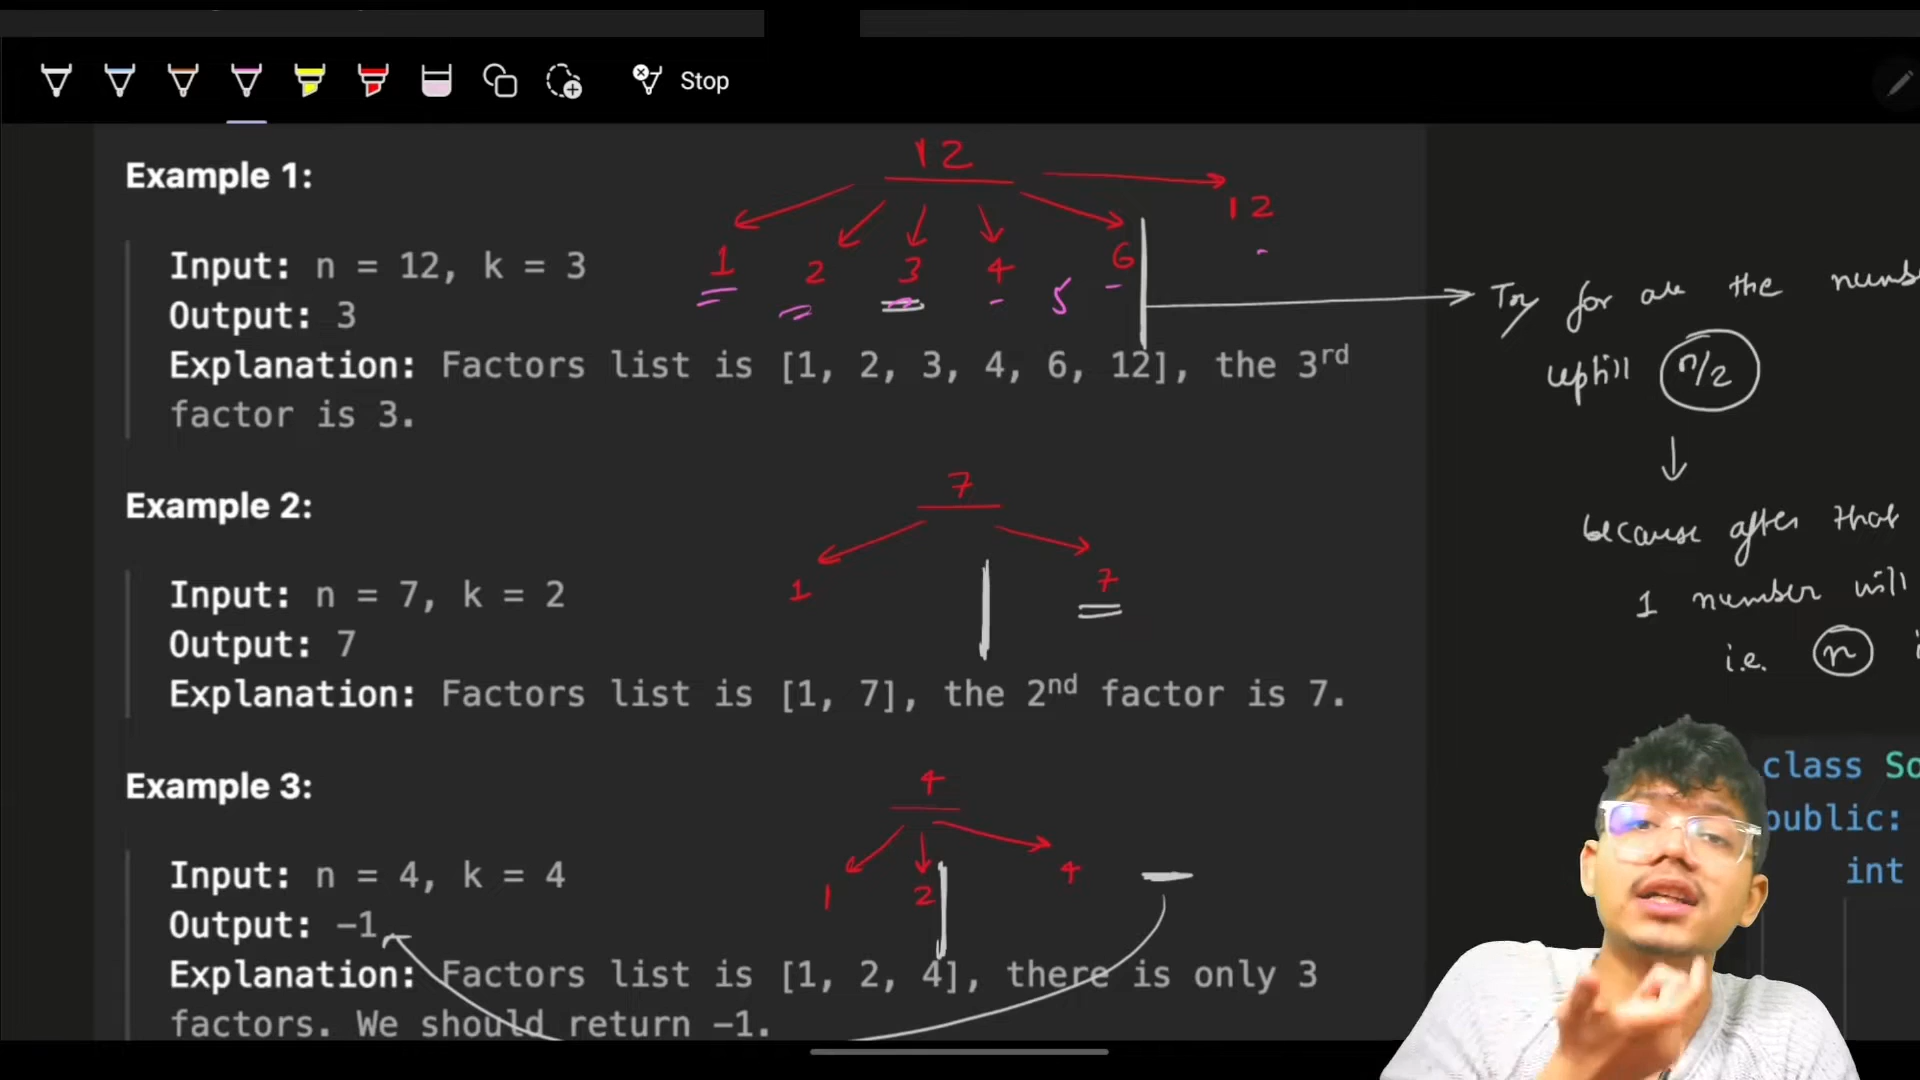 Stop
12
Example 1:
12
Input: n = 12, k = 3
1 2 3 4 5 6
Output: 3
Try for all the
Explanation: Factors list is [1, 2, 3, 4, 6, 12], the 3rd
uptill n/2
factor is 3.
7
Example 2:
because after that
Input: n = 7, k = 2
1 7
1 number will
Output: 7
i.e. n
Explanation: Factors list is [1, 7], the 2nd factor is 7.
4
Example 3:
class So
public:
int
Input: n = 4, k = 4
1 2 4
Output: -1
Explanation: Factors list is [1, 2, 4], there is only 3
factors. We should return -1.